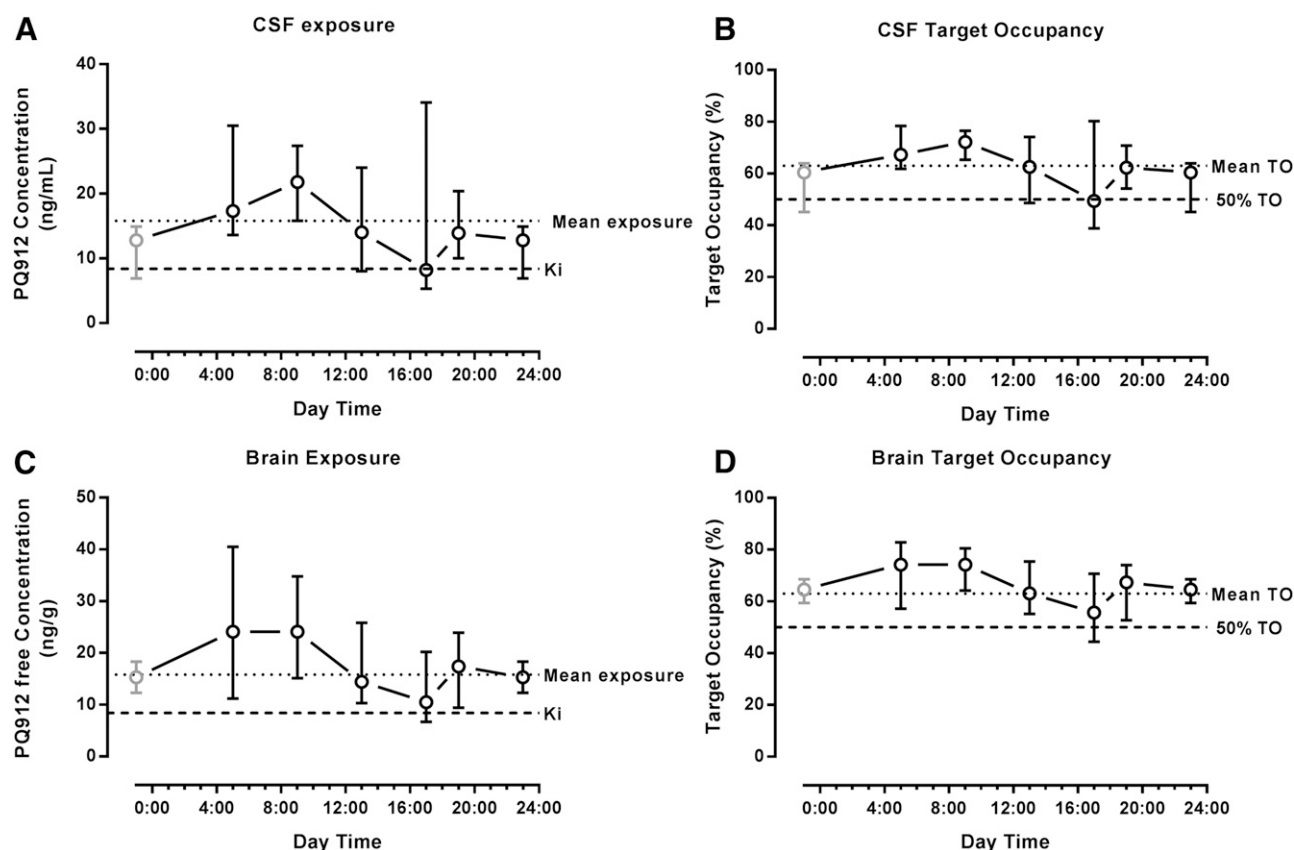 A
CSF exposure
PQ912 Concentration
(ng/mL)
40
30
20
10
0
Mean exposure
Ki
0:00 4:00 8:00 12:00 16:00 20:00 24:00
Day Time
B
CSF Target Occupancy
Target Occupancy (%)
100
80
60
40
20
0
Mean TO
50% TO
0:00 4:00 8:00 12:00 16:00 20:00 24:00
Day Time
C
Brain Exposure
PQ912 free Concentration
(ng/g)
50
40
30
20
10
0
Mean exposure
Ki
0:00 4:00 8:00 12:00 16:00 20:00 24:00
Day Time
D
Brain Target Occupancy
Target Occupancy (%)
100
80
60
40
20
0
Mean TO
50% TO
0:00 4:00 8:00 12:00 16:00 20:00 24:00
Day Time